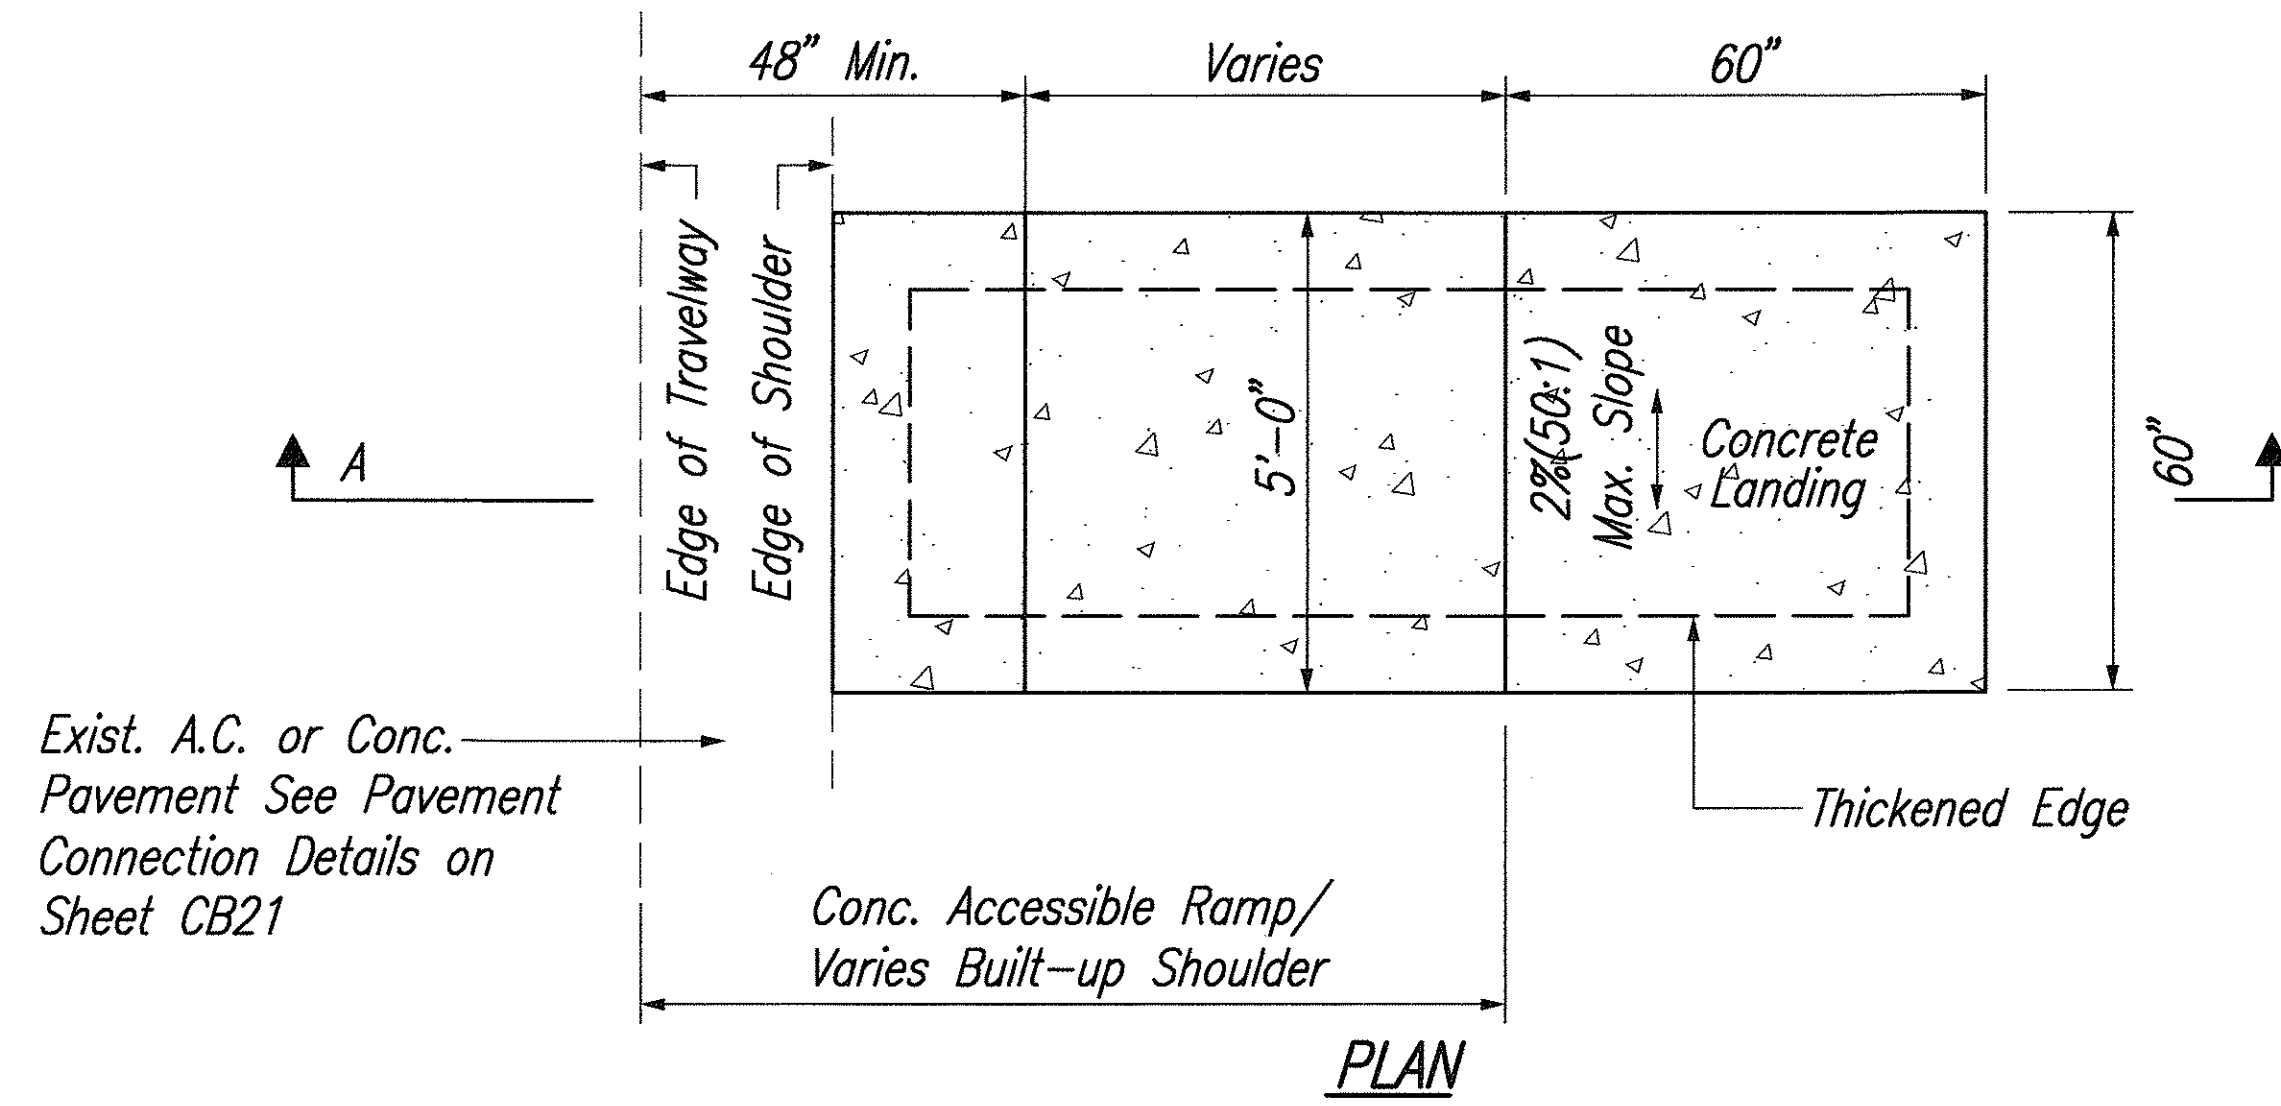 48" Min.
Varies
60"
Edge of Travelway
Edge of Shoulder
5'-0"
2%(50:1)
Max. Slope
Concrete
Landing
60"
A
Exist. A.C. or Conc.
Pavement See Pavement
Connection Details on
Sheet CB21
Thickened Edge
Conc. Accessible Ramp/
Varies Built-up Shoulder
PLAN